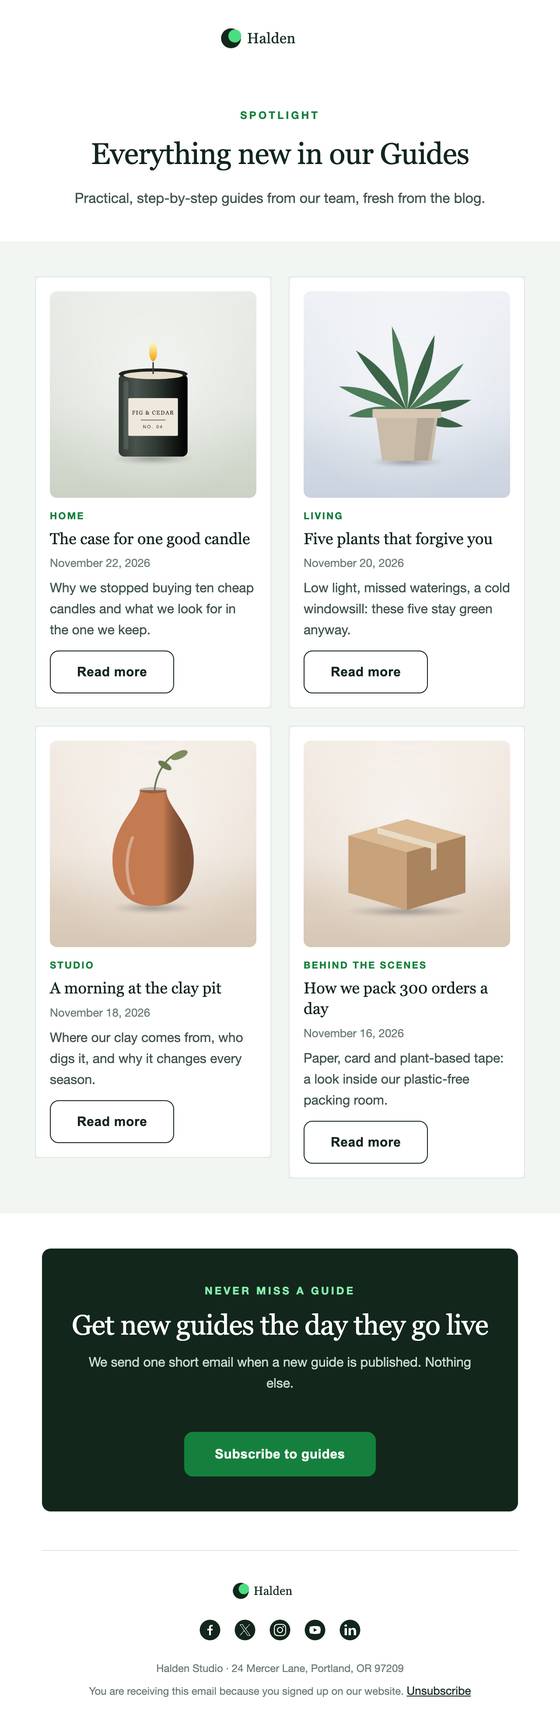 Halden
SPOTLIGHT
Everything new in our Guides
Practical, step-by-step guides from our team, fresh from the blog.
FIG & CEDAR
NO. 04
HOME
The case for one good candle
November 22, 2026
Why we stopped buying ten cheap
candles and what we look for in
the one we keep.
Read more
LIVING
Five plants that forgive you
November 20, 2026
Low light, missed waterings, a cold
windowsill: these five stay green
anyway.
Read more
STUDIO
A morning at the clay pit
November 18, 2026
Where our clay comes from, who
digs it, and why it changes every
season.
Read more
BEHIND THE SCENES
How we pack 300 orders a
day
November 16, 2026
Paper, card and plant-based tape:
a look inside our plastic-free
packing room.
Read more
NEVER MISS A GUIDE
Get new guides the day they go live
We send one short email when a new guide is published. Nothing
else.
Subscribe to guides
Halden
Halden Studio · 24 Mercer Lane, Portland, OR 97209
You are receiving this email because you signed up on our website. Unsubscribe